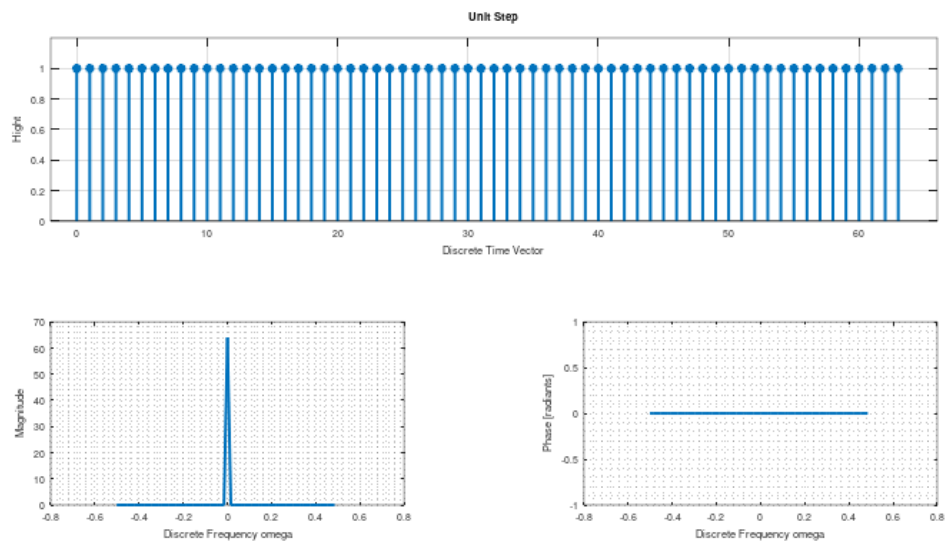 Unit Step
1
0.8
0.6
0.4
0.2
0
Hight
0 10 20 30 40 50 60
Discrete Time Vector
70
60
50
40
30
20
10
0
Magnitude
-0.8 -0.6 -0.4 -0.2 0 0.2 0.4 0.6 0.8
Discrete Frequency omega
1
0.5
0
-0.5
-1
Phase [radiants]
-0.8 -0.6 -0.4 -0.2 0 0.2 0.4 0.6 0.8
Discrete Frequency omega